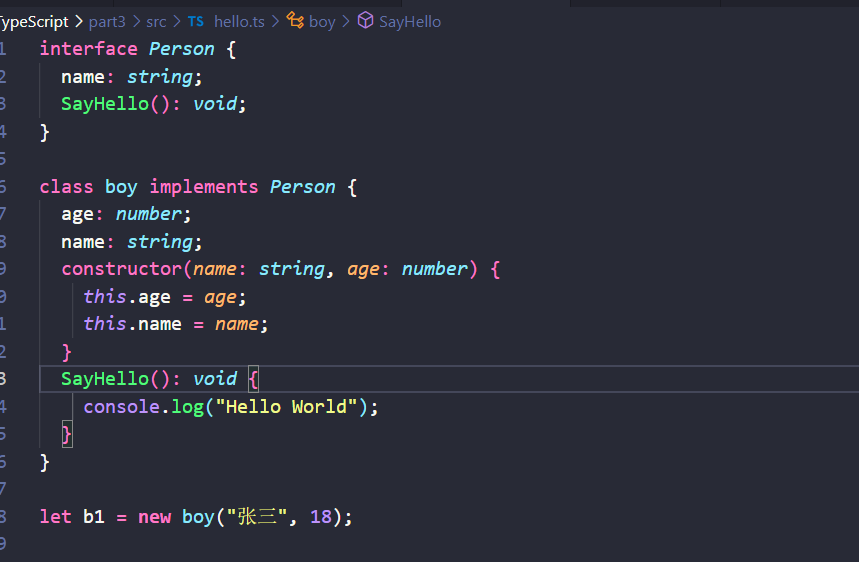 TypeScript > part3 > src > TS hello.ts > boy > SayHello
1 interface Person {
2 name: string;
3 SayHello(): void;
4 }
5
6 class boy implements Person {
7 age: number;
8 name: string;
9 constructor(name: string, age: number) {
0 this.age = age;
1 this.name = name;
2 }
3 SayHello(): void {
4 console.log("Hello World");
5 }
6 }
7
8 let b1 = new boy("张三", 18);
9